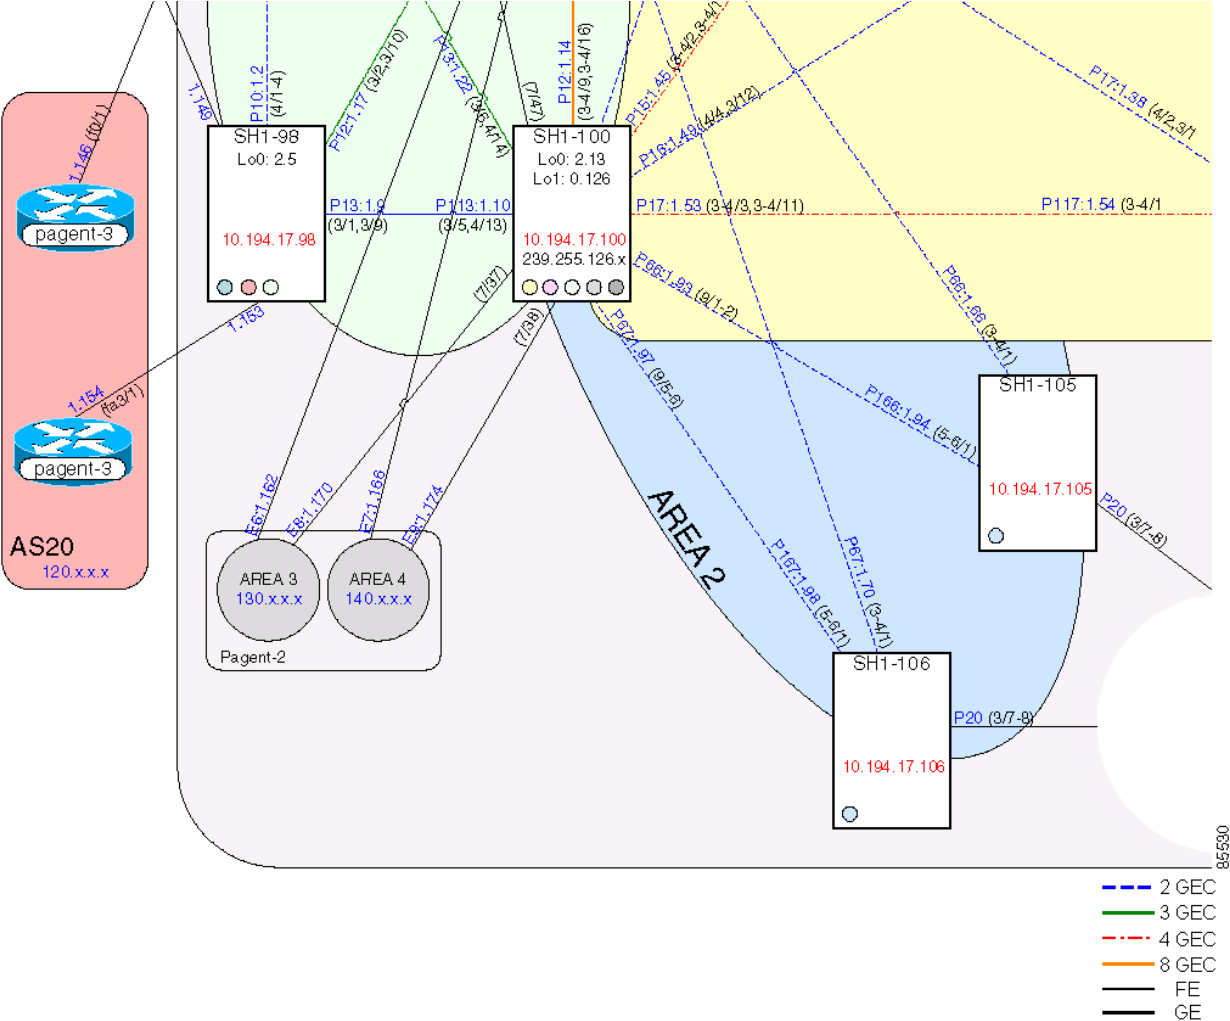 1.146 (f0/1)
1.149
P10:1.2
(4/1-4)
P12:1.17 (3/2,3/10)
P13:1.22 (3/6,4/14)
(7/47)
P12:1.14
(3-4/9,3-4/16)
P15:1.45 (3-4/2,3-4/1
P16:1.49 (4/4,3/12)
P17:1.38 (4/2,3/1
SH1-98
Lo0: 2.5
10.194.17.98
SH1-100
Lo0: 2.13
Lo1: 0.126
10.194.17.100
239.255.126.x
pagent-3
P13:1.9
(3/1,3/9)
P113:1.10
(3/5,4/13)
P17:1.53 (3-4/3,3-4/11)
P117:1.54 (3-4/1
P66:1.93 (9/1-2)
P66:1.66 (3-4/1)
(7/37)
(7/38)
1.153
1.154
(fa3/1)
pagent-3
P67:1.97 (9/5-6)
P166:1.94 (5-6/1)
SH1-105
10.194.17.105
P20 (3/7-8)
AREA 2
E6:1.162
E8:1.170
E7:1.166
E9:1.174
AS20
120.x.x.x
AREA 3
130.x.x.x
AREA 4
140.x.x.x
Pagent-2
P167:1.98 (5-6/1)
P67:1.70 (3-4/1)
SH1-106
10.194.17.106
P20 (3/7-8)
85530
2 GEC
3 GEC
4 GEC
8 GEC
FE
GE